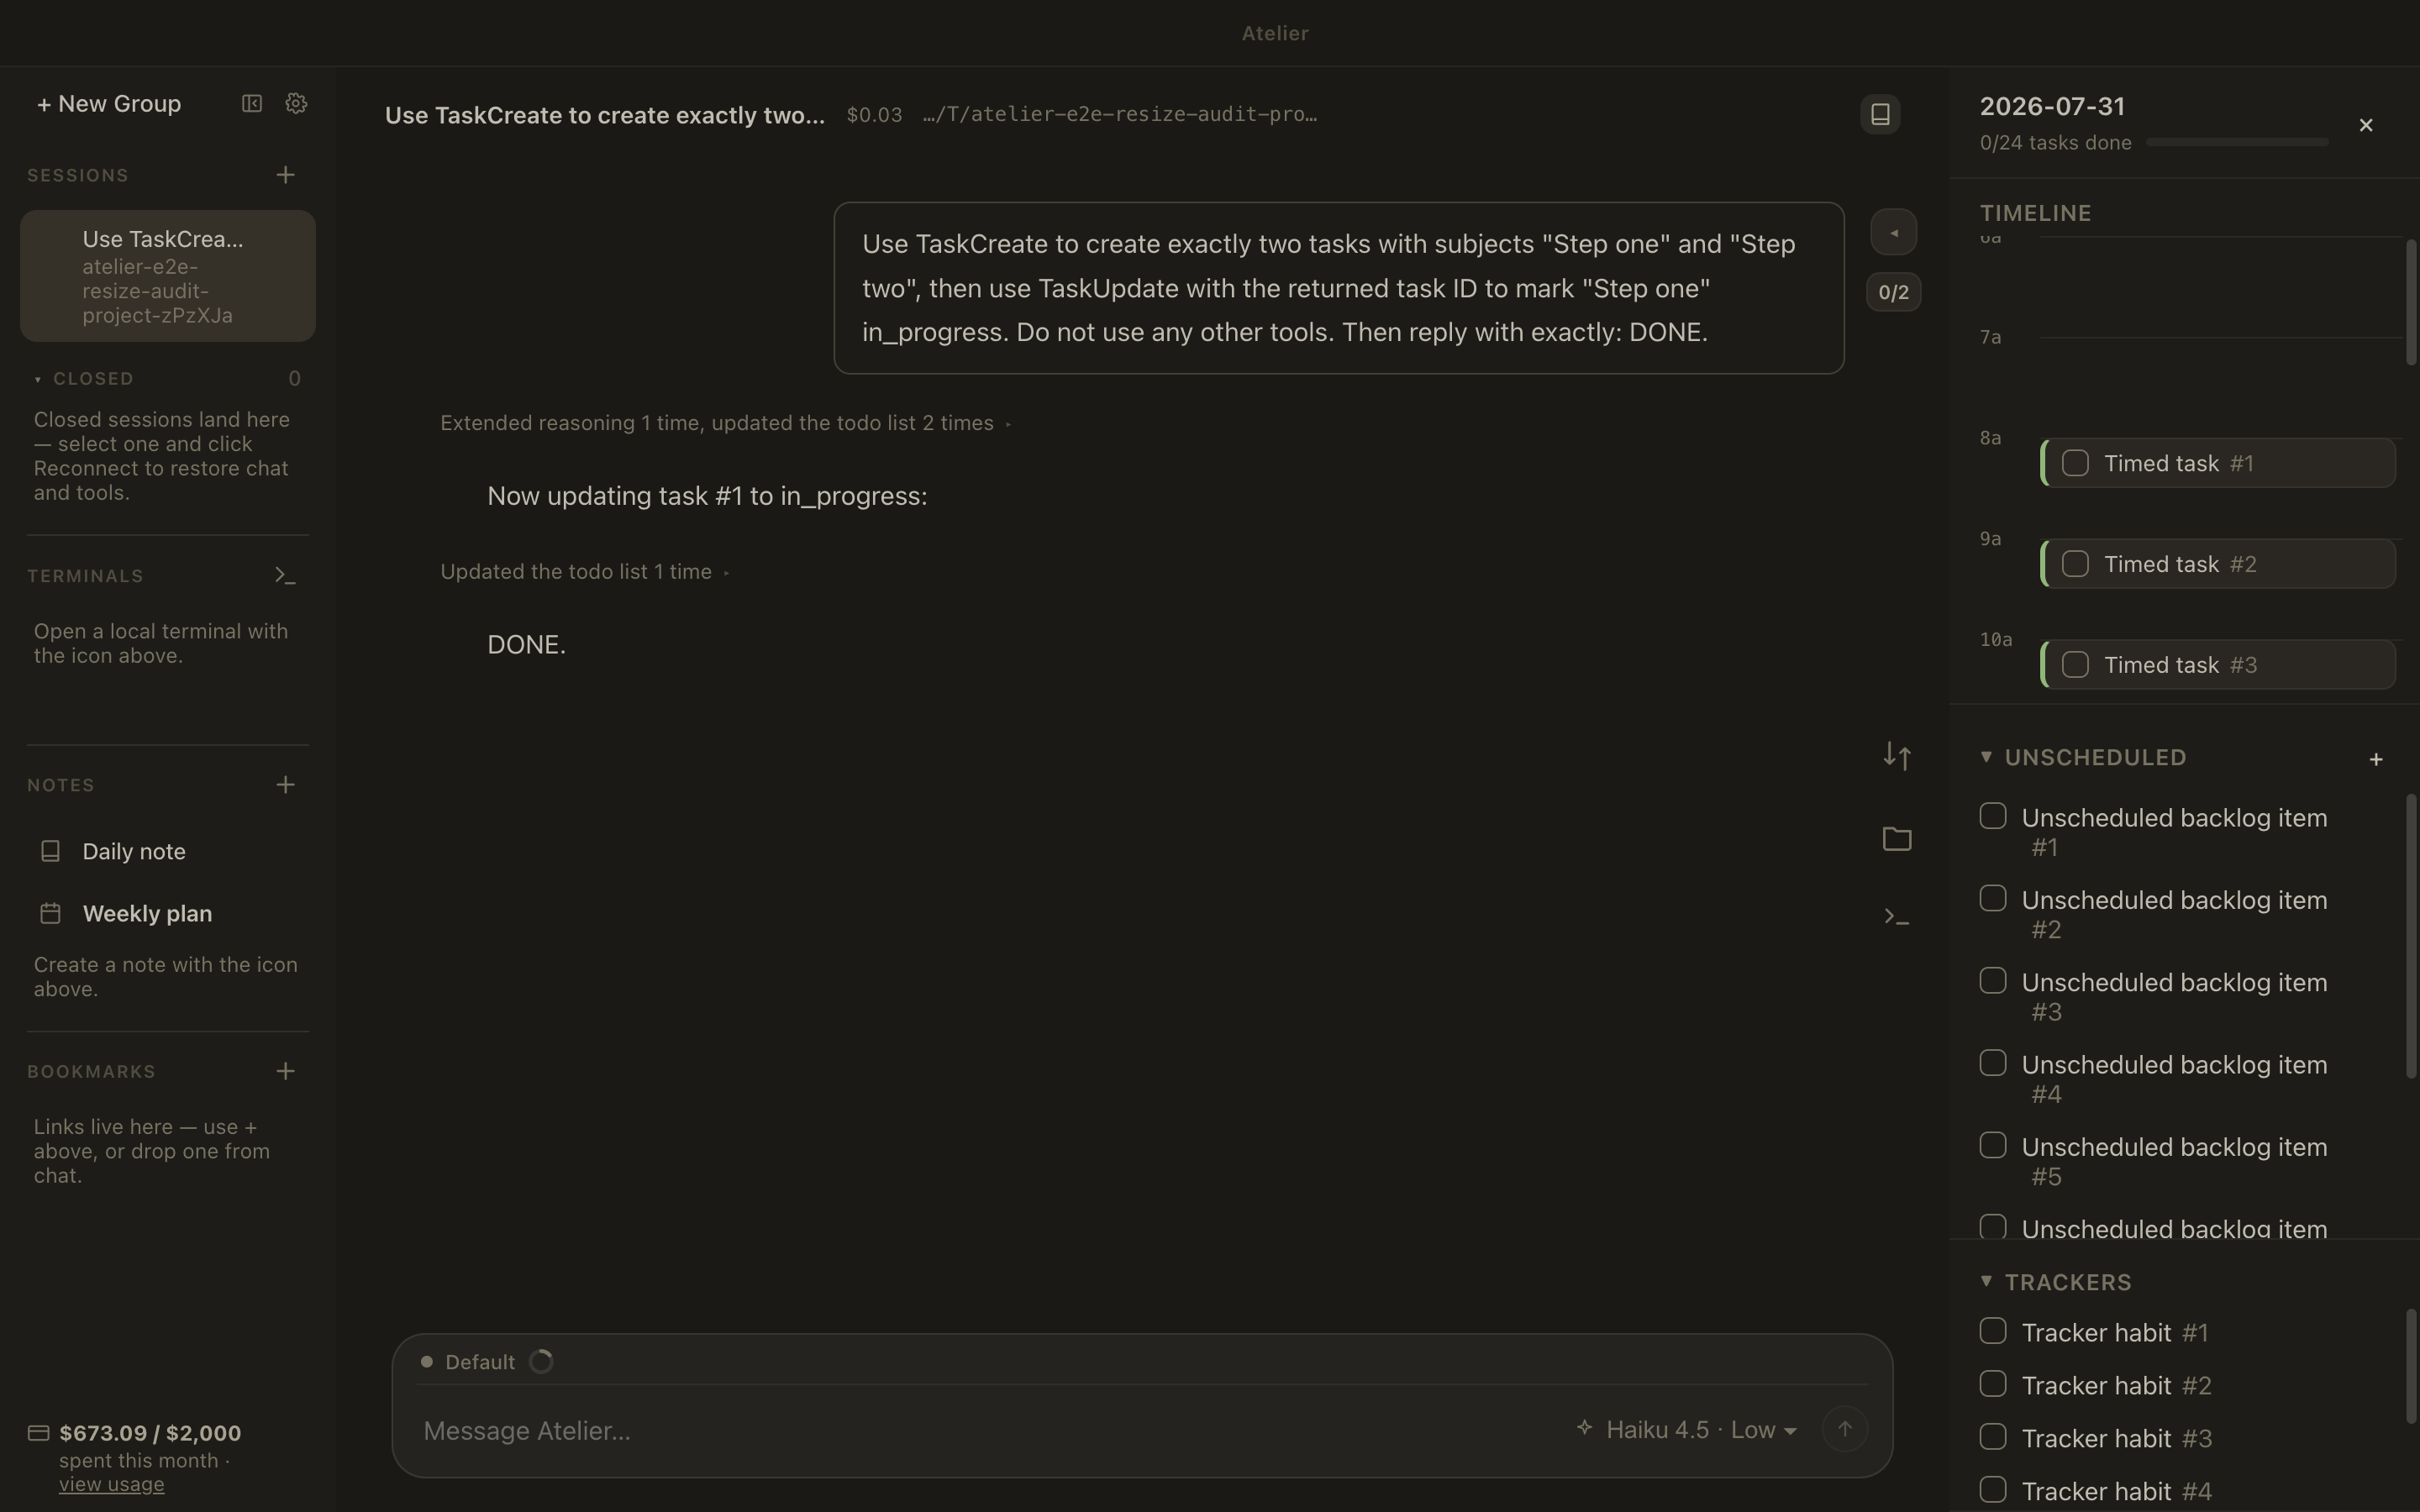 Atelier
+ New Group
SESSIONS
Use TaskCrea...
atelier-e2e-
resize-audit-
project-zPzXJa
CLOSED 0
Closed sessions land here
— select one and click
Reconnect to restore chat
and tools.
TERMINALS
Open a local terminal with
the icon above.
NOTES
Daily note
Weekly plan
Create a note with the icon
above.
BOOKMARKS
Links live here — use +
above, or drop one from
chat.
$673.09 / $2,000
spent this month ·
view usage
Use TaskCreate to create exactly two... $0.03 …/T/atelier-e2e-resize-audit-pro…
Use TaskCreate to create exactly two tasks with subjects "Step one" and "Step
two", then use TaskUpdate with the returned task ID to mark "Step one"
in_progress. Do not use any other tools. Then reply with exactly: DONE.
0/2
Extended reasoning 1 time, updated the todo list 2 times
Now updating task #1 to in_progress:
Updated the todo list 1 time
DONE.
Default
Message Atelier...
Haiku 4.5 · Low
2026-07-31
0/24 tasks done
TIMELINE
6a
7a
8a
Timed task #1
9a
Timed task #2
10a
Timed task #3
UNSCHEDULED +
Unscheduled backlog item
#1
Unscheduled backlog item
#2
Unscheduled backlog item
#3
Unscheduled backlog item
#4
Unscheduled backlog item
#5
Unscheduled backlog item
TRACKERS
Tracker habit #1
Tracker habit #2
Tracker habit #3
Tracker habit #4